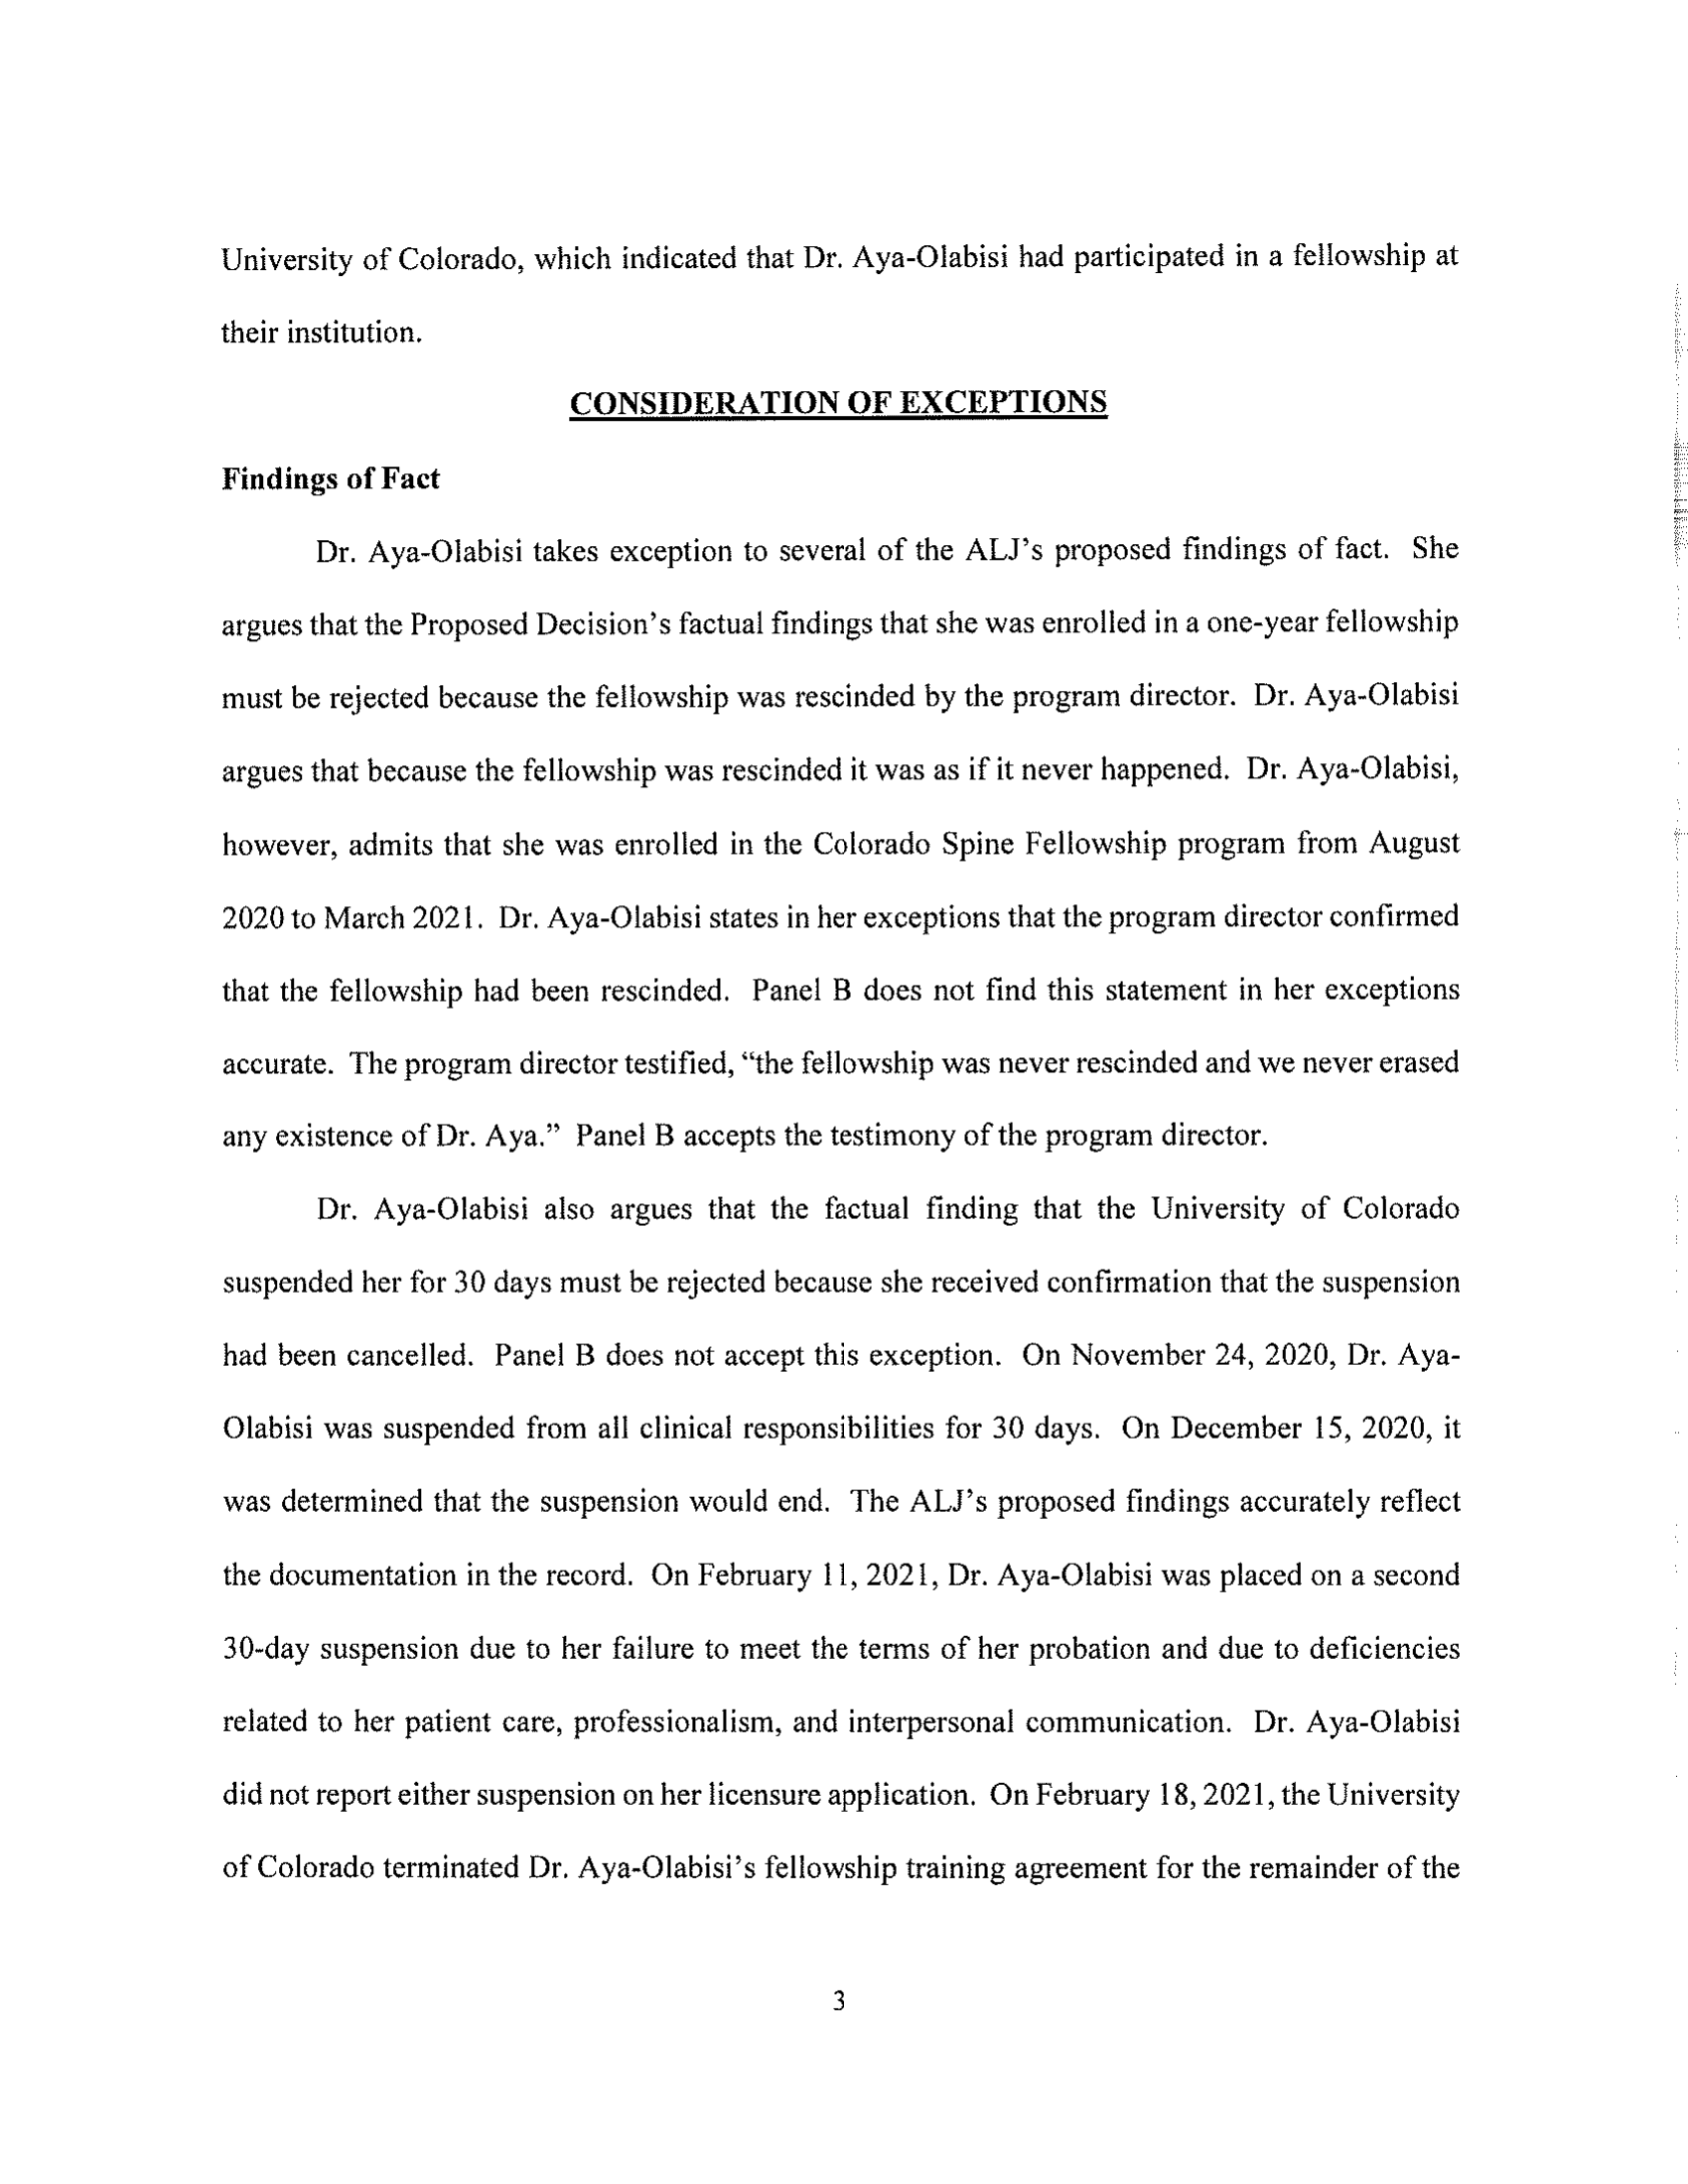 University of Colorado, which indicated that Dr. Aya-Olabisi had participated in a fellowship at
their institution.
CONSIDERATION OF EXCEPTIONS
Findings of Fact
Dr. Aya-Olabisi takes exception to several of the ALJ's proposed findings of fact. She
argues that the Proposed Decision's factual findings that she was enrolled in a one-year fellowship
must be rejected because the fellowship was rescinded by the program director. Dr. Aya-Olabisi
argues that because the fellowship was rescinded it was as if it never happened. Dr. Aya-Olabisi,
however, admits that she was enrolled in the Colorado Spine Fellowship program from August
2020 to March 2021. Dr. Aya-Olabisi states in her exceptions that the program director confirmed
that the fellowship had been rescinded. Panel B does not find this statement in her exceptions
accurate. The program director testified, “the fellowship was never rescinded and we never erased
any existence of Dr. Aya.” Panel B accepts the testimony of the program director.
Dr. Aya-Olabisi also argues that the factual finding that the University of Colorado
suspended her for 30 days must be rejected because she received confirmation that the suspension
had been cancelled. Panel B does not accept this exception. On November 24, 2020, Dr. Aya-
Olabisi was suspended from all clinical responsibilities for 30 days. On December 15, 2020, it
was determined that the suspension would end. The ALJ's proposed findings accurately reflect
the documentation in the record. On February 11, 2021, Dr. Aya-Olabisi was placed on a second
30-day suspension due to her failure to meet the terms of her probation and due to deficiencies
related to her patient care, professionalism, and interpersonal communication. Dr. Aya-Olabisi
did not report either suspension on her licensure application. On February 18, 2021, the University
of Colorado terminated Dr. Aya-Olabisi's fellowship training agreement for the remainder of the
3